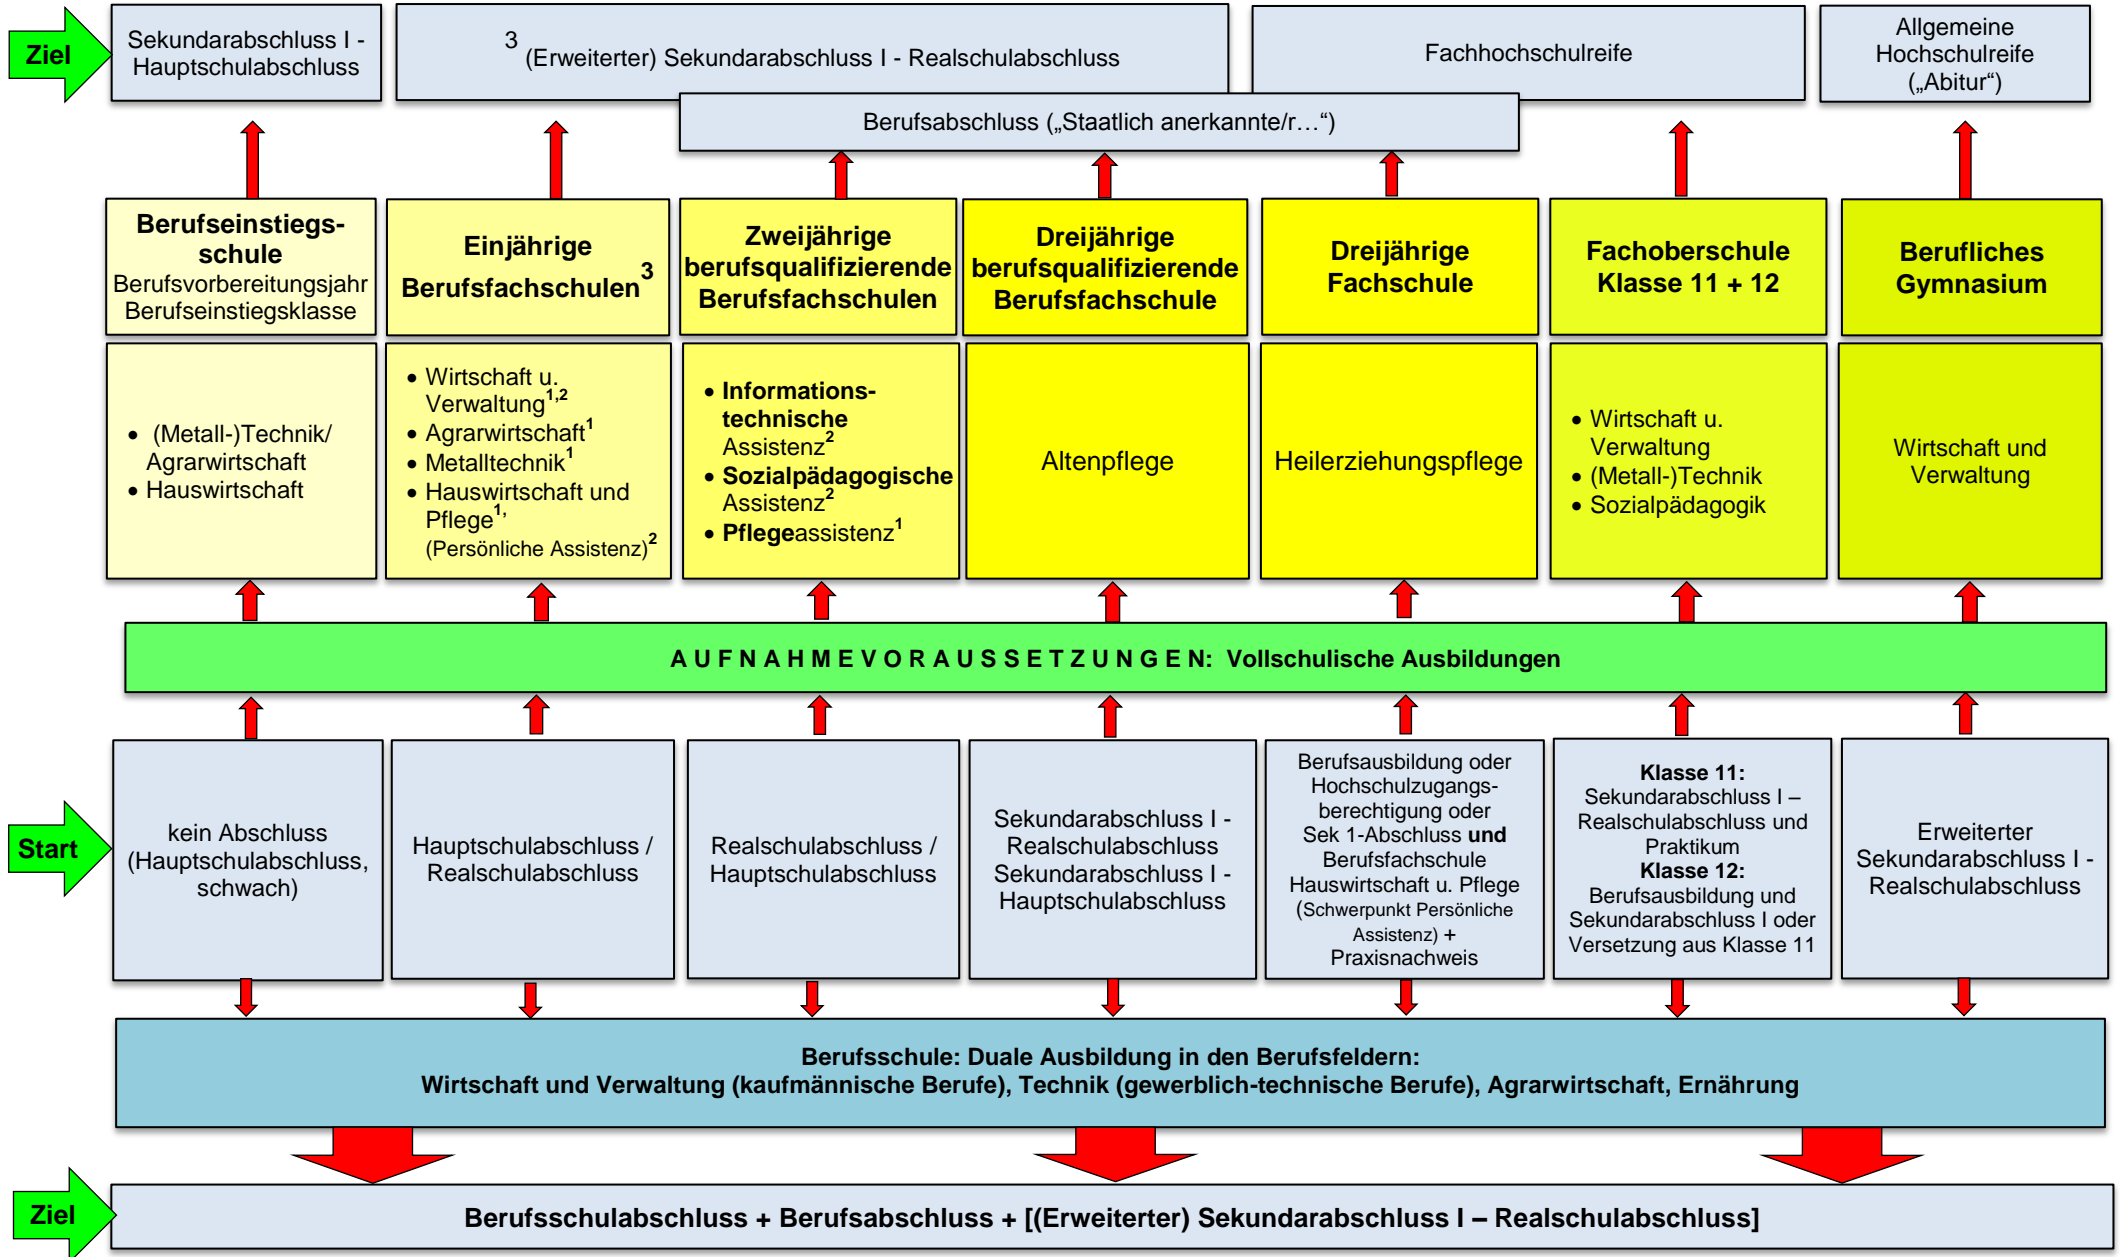 Ziel
Sekundarabschluss I -
Hauptschulabschluss
3 (Erweiterter) Sekundarabschluss I - Realschulabschluss
Fachhochschulreife
Allgemeine
Hochschulreife
(„Abitur“)
Berufsabschluss („Staatlich anerkannte/r…“)
Berufseinstiegs-
schule
Berufsvorbereitungsjahr
Berufseinstiegsklasse
Einjährige
Berufsfachschulen3
Zweijährige
berufsqualifizierende
Berufsfachschulen
Dreijährige
berufsqualifizierende
Berufsfachschule
Dreijährige
Fachschule
Fachoberschule
Klasse 11 + 12
Berufliches
Gymnasium
• (Metall-)Technik/
Agrarwirtschaft
• Hauswirtschaft
• Wirtschaft u.
Verwaltung1,2
• Agrarwirtschaft1
• Metalltechnik1
• Hauswirtschaft und
Pflege1,
(Persönliche Assistenz)2
• Informations-
technische
Assistenz2
• Sozialpädagogische
Assistenz2
• Pflegeassistenz1
Altenpflege
Heilerziehungspflege
• Wirtschaft u.
Verwaltung
• (Metall-)Technik
• Sozialpädagogik
Wirtschaft und
Verwaltung
A U F N A H M E V O R A U S S E T Z U N G E N: Vollschulische Ausbildungen
Start
kein Abschluss
(Hauptschulabschluss,
schwach)
Hauptschulabschluss /
Realschulabschluss
Realschulabschluss /
Hauptschulabschluss
Sekundarabschluss I -
Realschulabschluss
Sekundarabschluss I -
Hauptschulabschluss
Berufsausbildung oder
Hochschulzugangs-
berechtigung oder
Sek 1-Abschluss und
Berufsfachschule
Hauswirtschaft u. Pflege
(Schwerpunkt Persönliche
Assistenz) +
Praxisnachweis
Klasse 11:
Sekundarabschluss I –
Realschulabschluss und
Praktikum
Klasse 12:
Berufsausbildung und
Sekundarabschluss I oder
Versetzung aus Klasse 11
Erweiterter
Sekundarabschluss I -
Realschulabschluss
Berufsschule: Duale Ausbildung in den Berufsfeldern:
Wirtschaft und Verwaltung (kaufmännische Berufe), Technik (gewerblich-technische Berufe), Agrarwirtschaft, Ernährung
Ziel
Berufsschulabschluss + Berufsabschluss + [(Erweiterter) Sekundarabschluss I – Realschulabschluss]